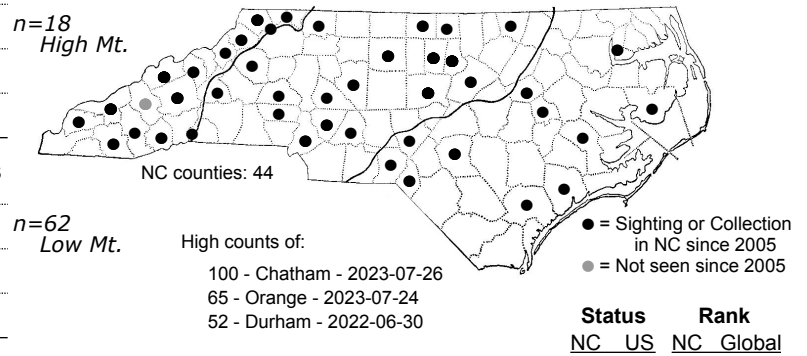 n=18
High Mt.
NC counties: 44
n=62
Low Mt.
High counts of:
100 - Chatham - 2023-07-26
65 - Orange - 2023-07-24
52 - Durham - 2022-06-30
= Sighting or Collection
in NC since 2005
= Not seen since 2005
Status Rank
NC US NC Global